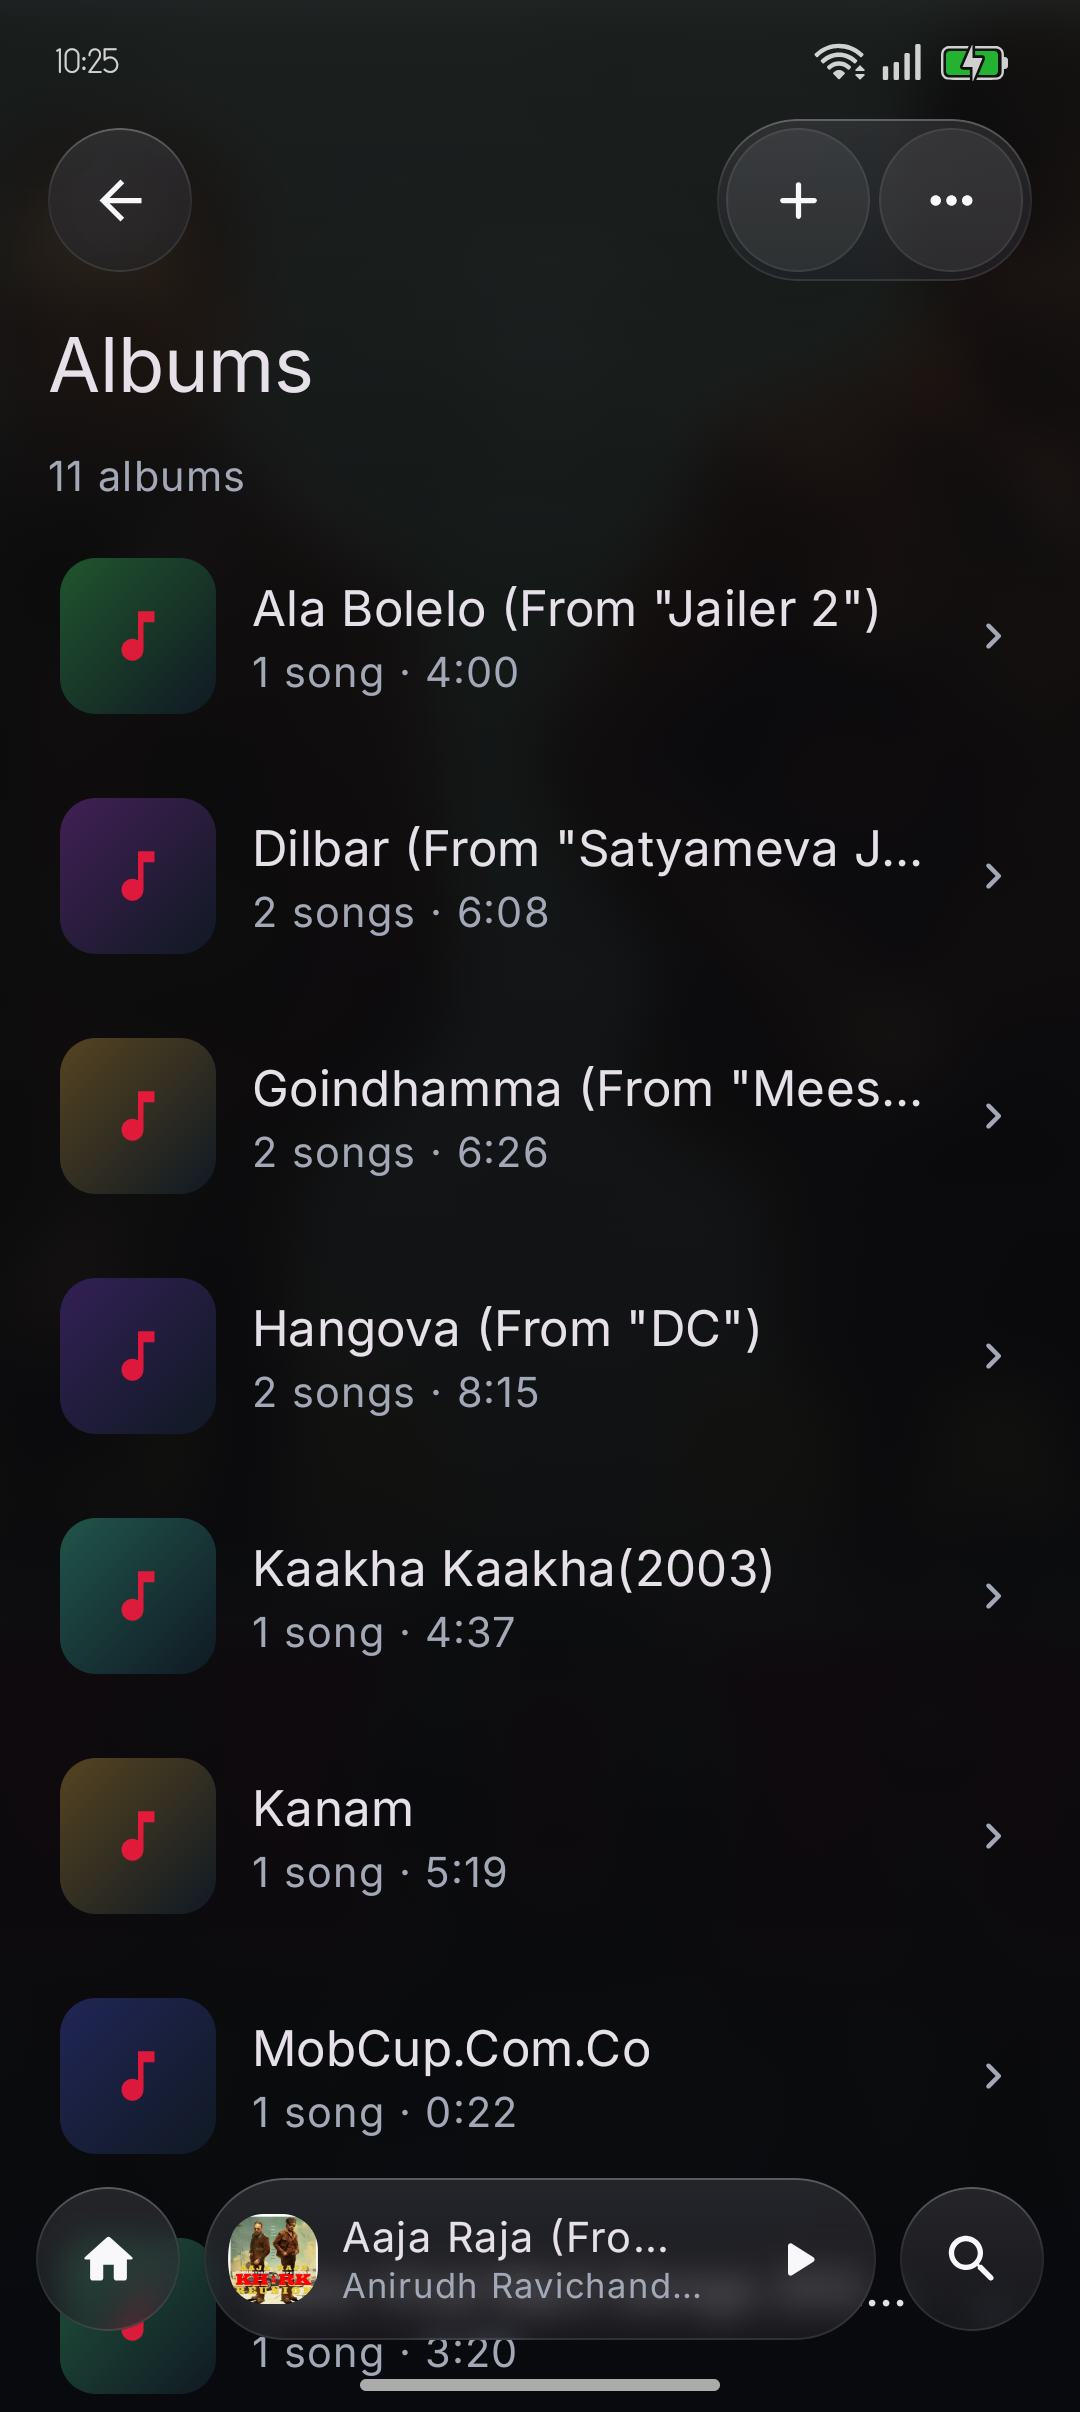 10:25
Albums
11 albums
Ala Bolelo (From "Jailer 2")
1 song · 4:00
Dilbar (From "Satyameva J...
2 songs · 6:08
Goindhamma (From "Mees...
2 songs · 6:26
Hangova (From "DC")
2 songs · 8:15
Kaakha Kaakha(2003)
1 song · 4:37
Kanam
1 song · 5:19
MobCup.Com.Co
1 song · 0:22
Aaja Raja (Fro...
Anirudh Ravichand...
...
1 song · 3:20